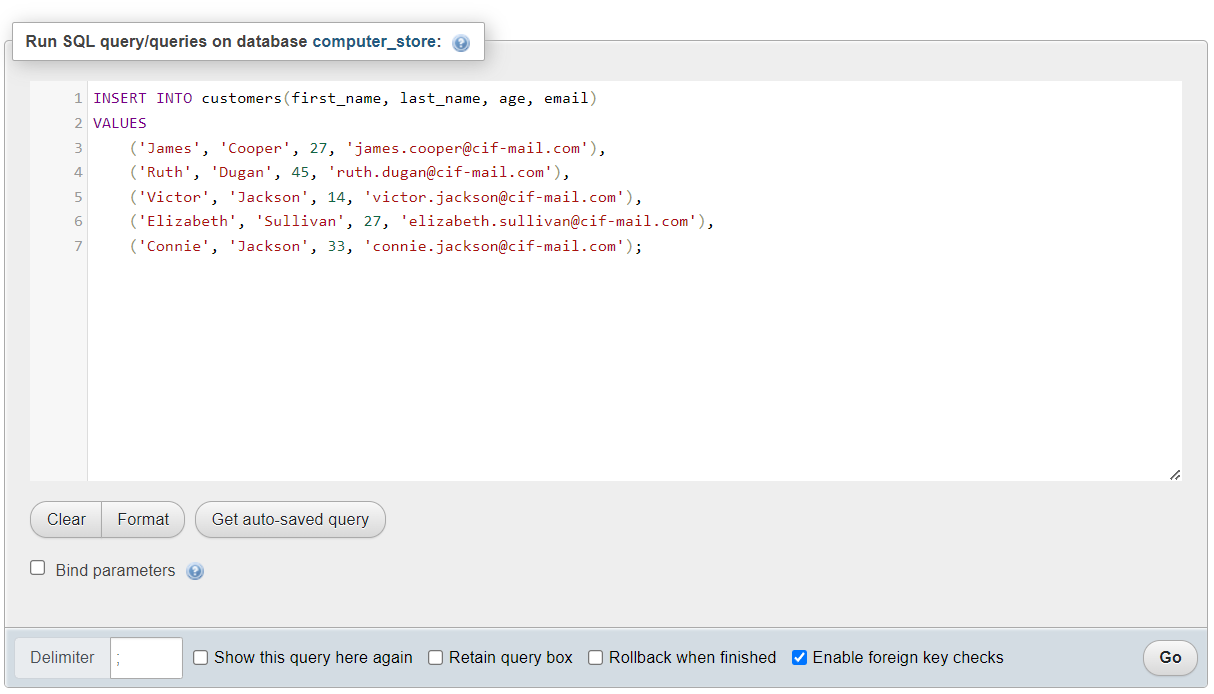 Run SQL query/queries on database computer_store:
1 INSERT INTO customers(first_name, last_name, age, email)
2 VALUES
3     ('James', 'Cooper', 27, 'james.cooper@cif-mail.com'),
4     ('Ruth', 'Dugan', 45, 'ruth.dugan@cif-mail.com'),
5     ('Victor', 'Jackson', 14, 'victor.jackson@cif-mail.com'),
6     ('Elizabeth', 'Sullivan', 27, 'elizabeth.sullivan@cif-mail.com'),
7     ('Connie', 'Jackson', 33, 'connie.jackson@cif-mail.com');
Clear Format Get auto-saved query
Bind parameters
Delimiter ; Show this query here again Retain query box Rollback when finished Enable foreign key checks Go